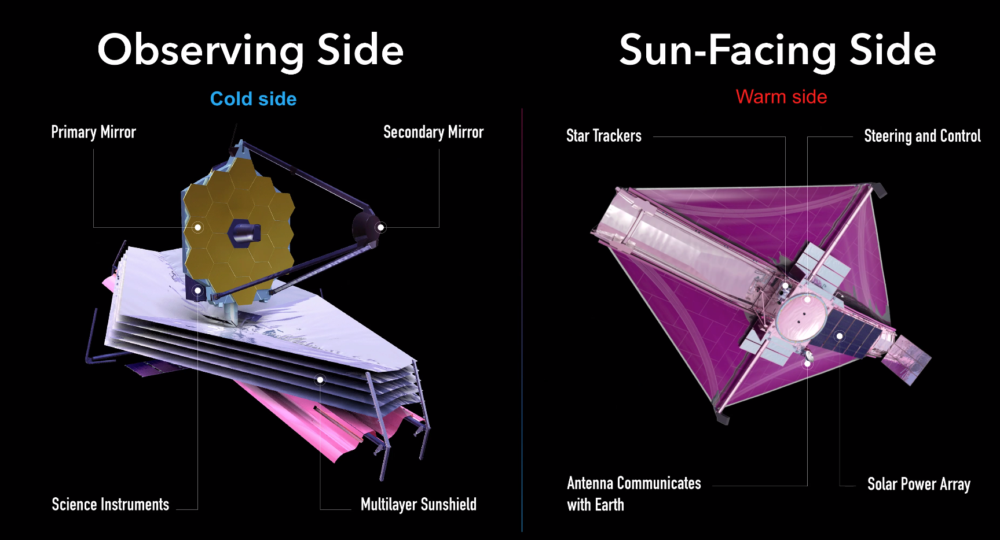 Observing Side
Cold side
Primary Mirror
Secondary Mirror
Science Instruments
Multilayer Sunshield
Sun-Facing Side
Warm side
Star Trackers
Steering and Control
Antenna Communicates
with Earth
Solar Power Array